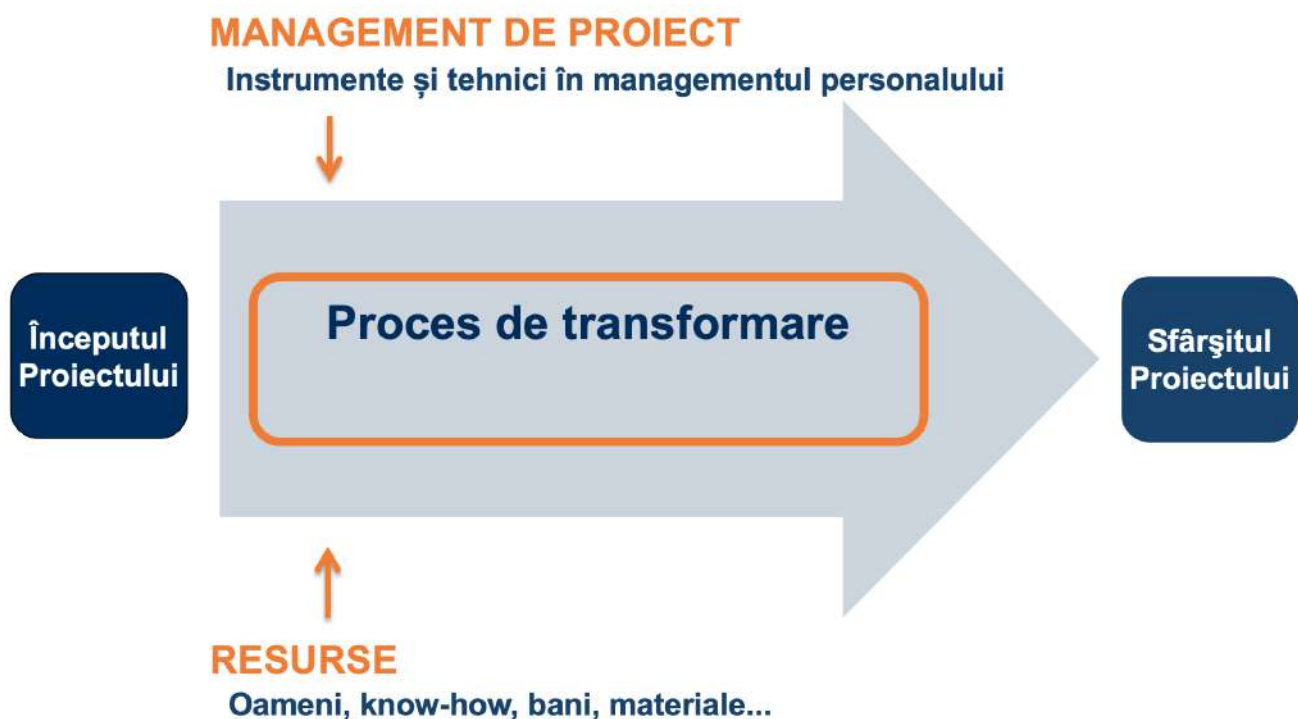 MANAGEMENT DE PROIECT
Instrumente și tehnici în managementul personalului
Începutul
Proiectului
Proces de transformare
Sfârşitul
Proiectului
RESURSE
Oameni, know-how, bani, materiale...